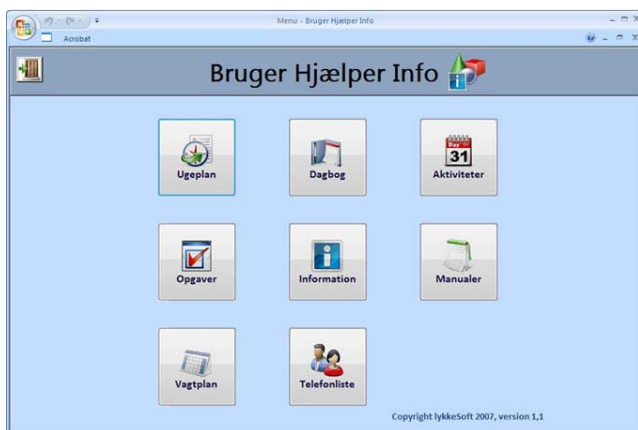 Menu - Bruger Hjælper Info
Acrobat
Bruger Hjælper Info
Ugeplan
Dagbog
Day
31
Aktiviteter
Opgaver
Information
Manualer
Vagtplan
Telefonliste
Copyright lykkeSoft 2007, version 1,1